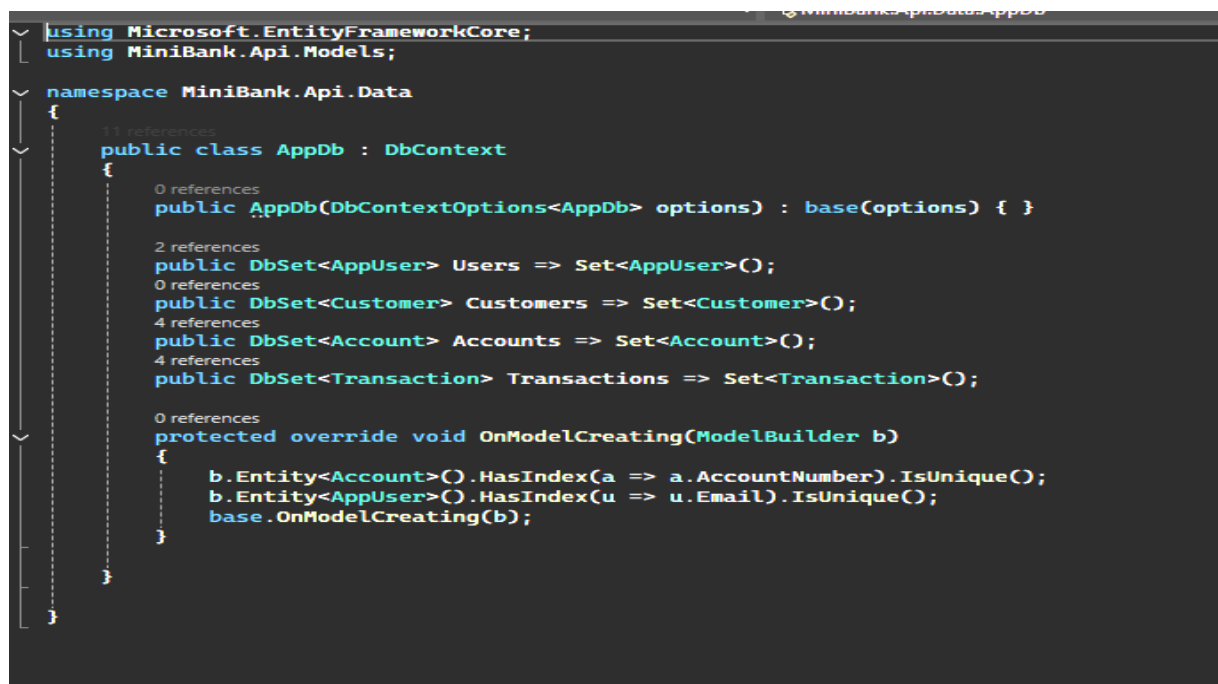 MiniBank.Api.Data.AppDb
using Microsoft.EntityFrameworkCore;
using MiniBank.Api.Models;
namespace MiniBank.Api.Data
{
11 references
public class AppDb : DbContext
{
0 references
public AppDb(DbContextOptions<AppDb> options) : base(options) { }
2 references
public DbSet<AppUser> Users => Set<AppUser>();
0 references
public DbSet<Customer> Customers => Set<Customer>();
4 references
public DbSet<Account> Accounts => Set<Account>();
4 references
public DbSet<Transaction> Transactions => Set<Transaction>();
0 references
protected override void OnModelCreating(ModelBuilder b)
{
b.Entity<Account>().HasIndex(a => a.AccountNumber).IsUnique();
b.Entity<AppUser>().HasIndex(u => u.Email).IsUnique();
base.OnModelCreating(b);
}
}
}